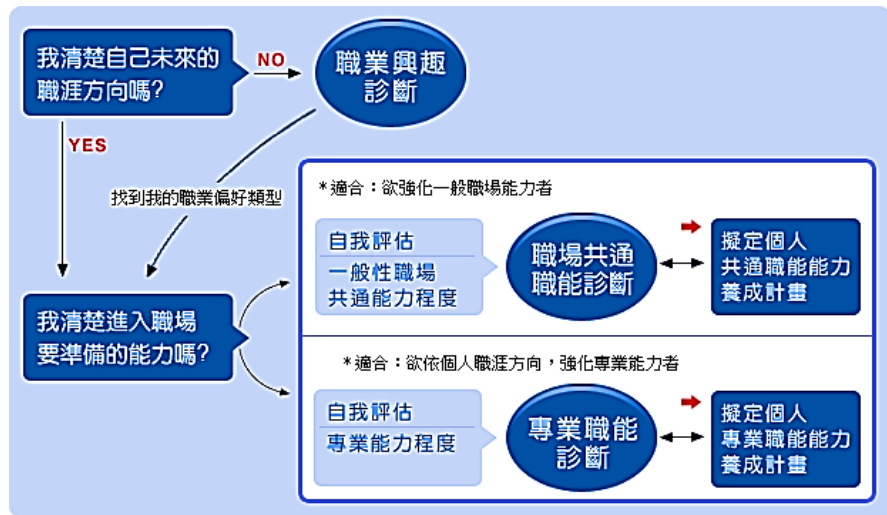 我清楚自己未來的
職涯方向嗎?
NO
職業興趣
診斷
YES
找到我的職業偏好類型
我清楚進入職場
要準備的能力嗎?
*適合：欲強化一般職場能力者
自我評估
一般性職場
共通能力程度
職場共通
職能診斷
擬定個人
共通職能能力
養成計畫
*適合：欲依個人職涯方向，強化專業能力者
自我評估
專業能力程度
專業職能
診斷
擬定個人
專業職能能力
養成計畫